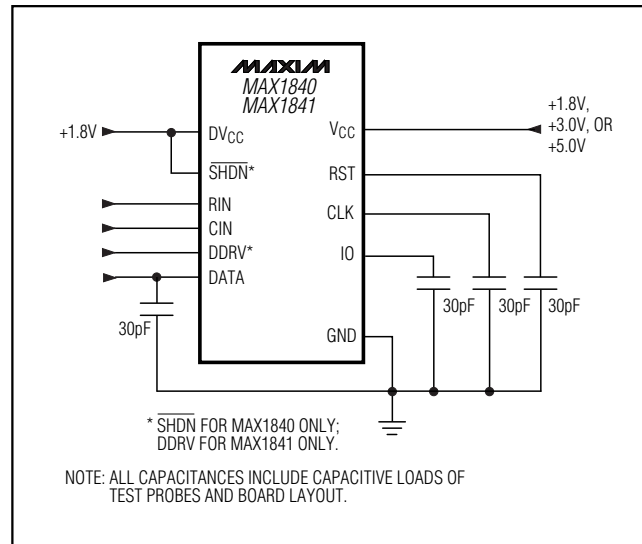 MAXIM
MAX1840
MAX1841
+1.8V
DVCC
SHDN*
RIN
CIN
DDRV*
DATA
VCC
RST
CLK
IO
GND
+1.8V,
+3.0V, OR
+5.0V
30pF
30pF
30pF
30pF
* SHDN FOR MAX1840 ONLY;
DDRV FOR MAX1841 ONLY.
NOTE: ALL CAPACITANCES INCLUDE CAPACITIVE LOADS OF
TEST PROBES AND BOARD LAYOUT.